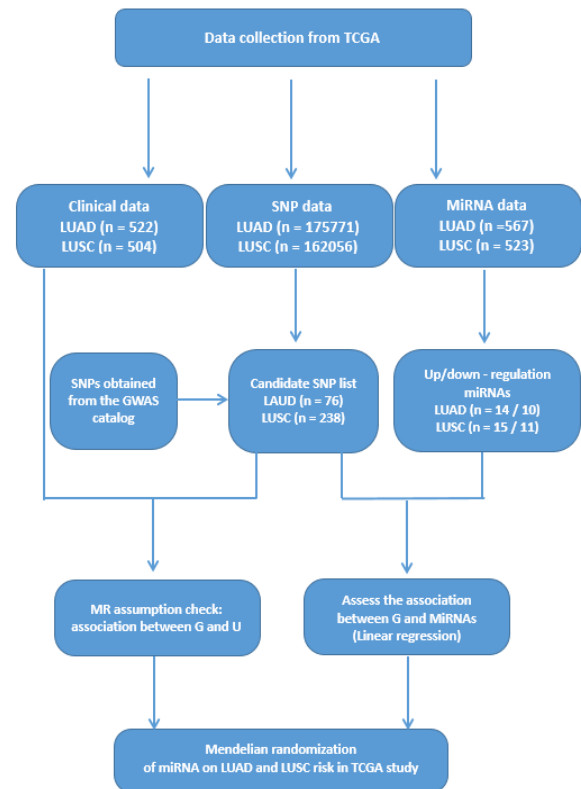 Data collection from TCGA
Clinical data
LUAD (n = 522)
LUSC (n = 504)
SNP data
LUAD (n = 175771)
LUSC (n = 162056)
MiRNA data
LUAD (n =567)
LUSC (n = 523)
SNPs obtained
from the GWAS
catalog
Candidate SNP list
LAUD (n = 76)
LUSC (n = 238)
Up/down - regulation
miRNAs
LUAD (n = 14 / 10)
LUSC (n = 15 / 11)
MR assumption check:
association between G and U
Assess the association
between G and MiRNAs
(Linear regression)
Mendelian randomization
of miRNA on LUAD and LUSC risk in TCGA study